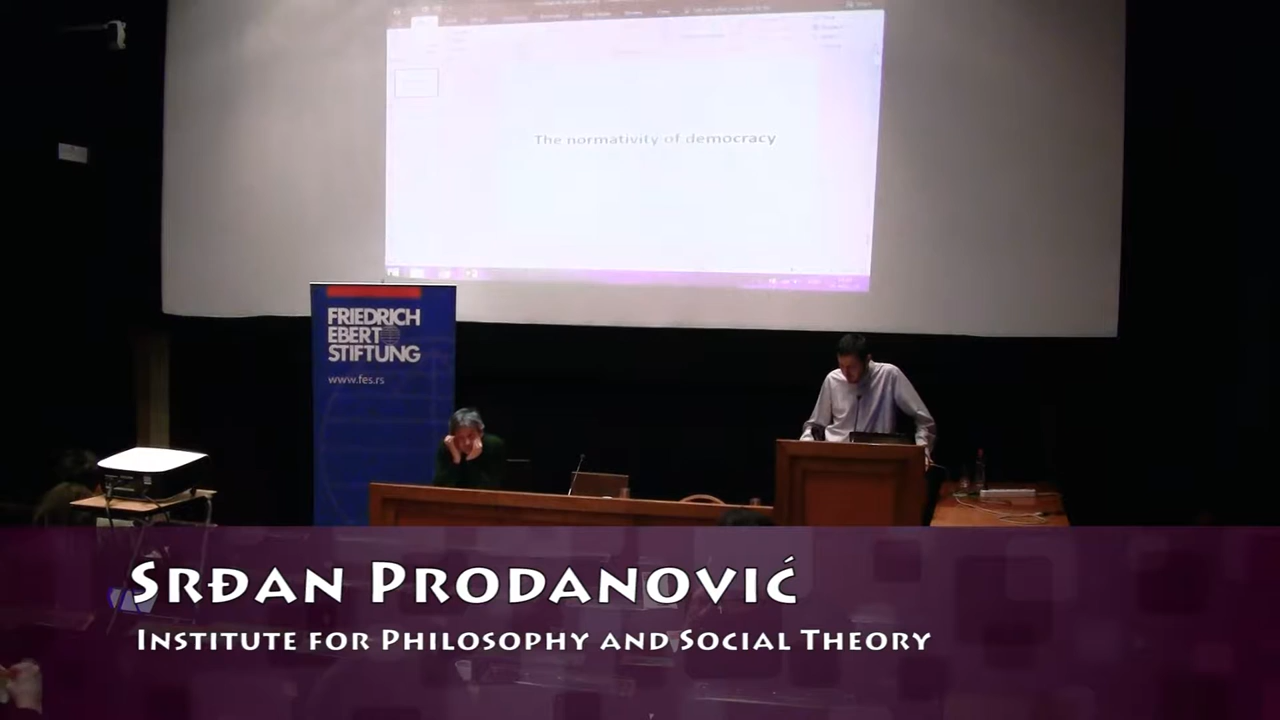 The normativity of democracy
FRIEDRICH
EBERT
STIFTUNG
www.fes.rs
SRĐAN PRODANOVIĆ
INSTITUTE FOR PHILOSOPHY AND SOCIAL THEORY